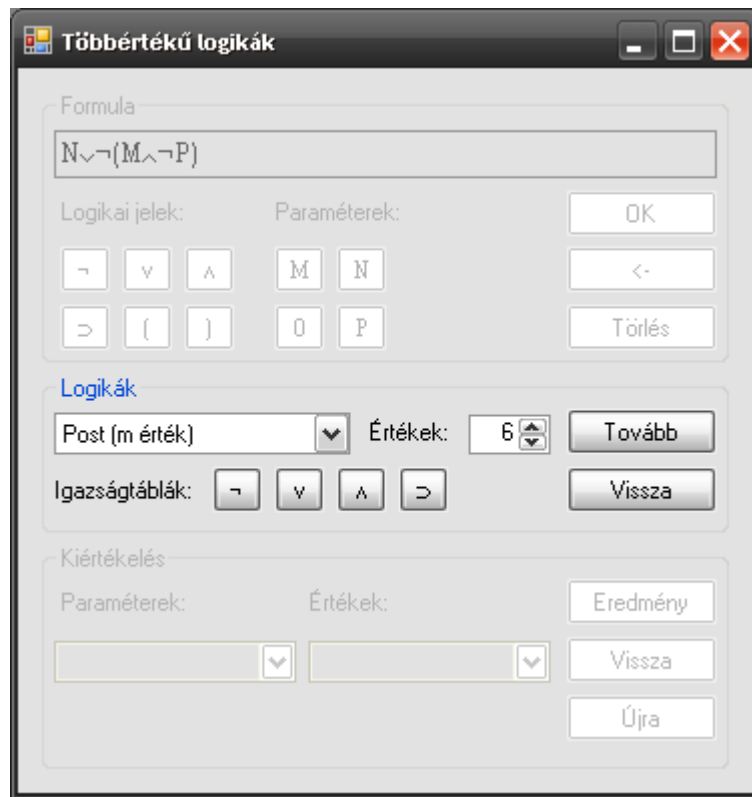 Többértékű logikák
Formula
N∨¬(M∧¬P)
Logikai jelek: Paraméterek: OK
¬ ∨ ∧ M N <-
⊃ ( ) O P Törlés
Logikák
Post (m érték) Értékek: 6 Tovább
Igazságtáblák: ¬ ∨ ∧ ⊃ Vissza
Kiértékelés
Paraméterek: Értékek: Eredmény
Vissza
Újra